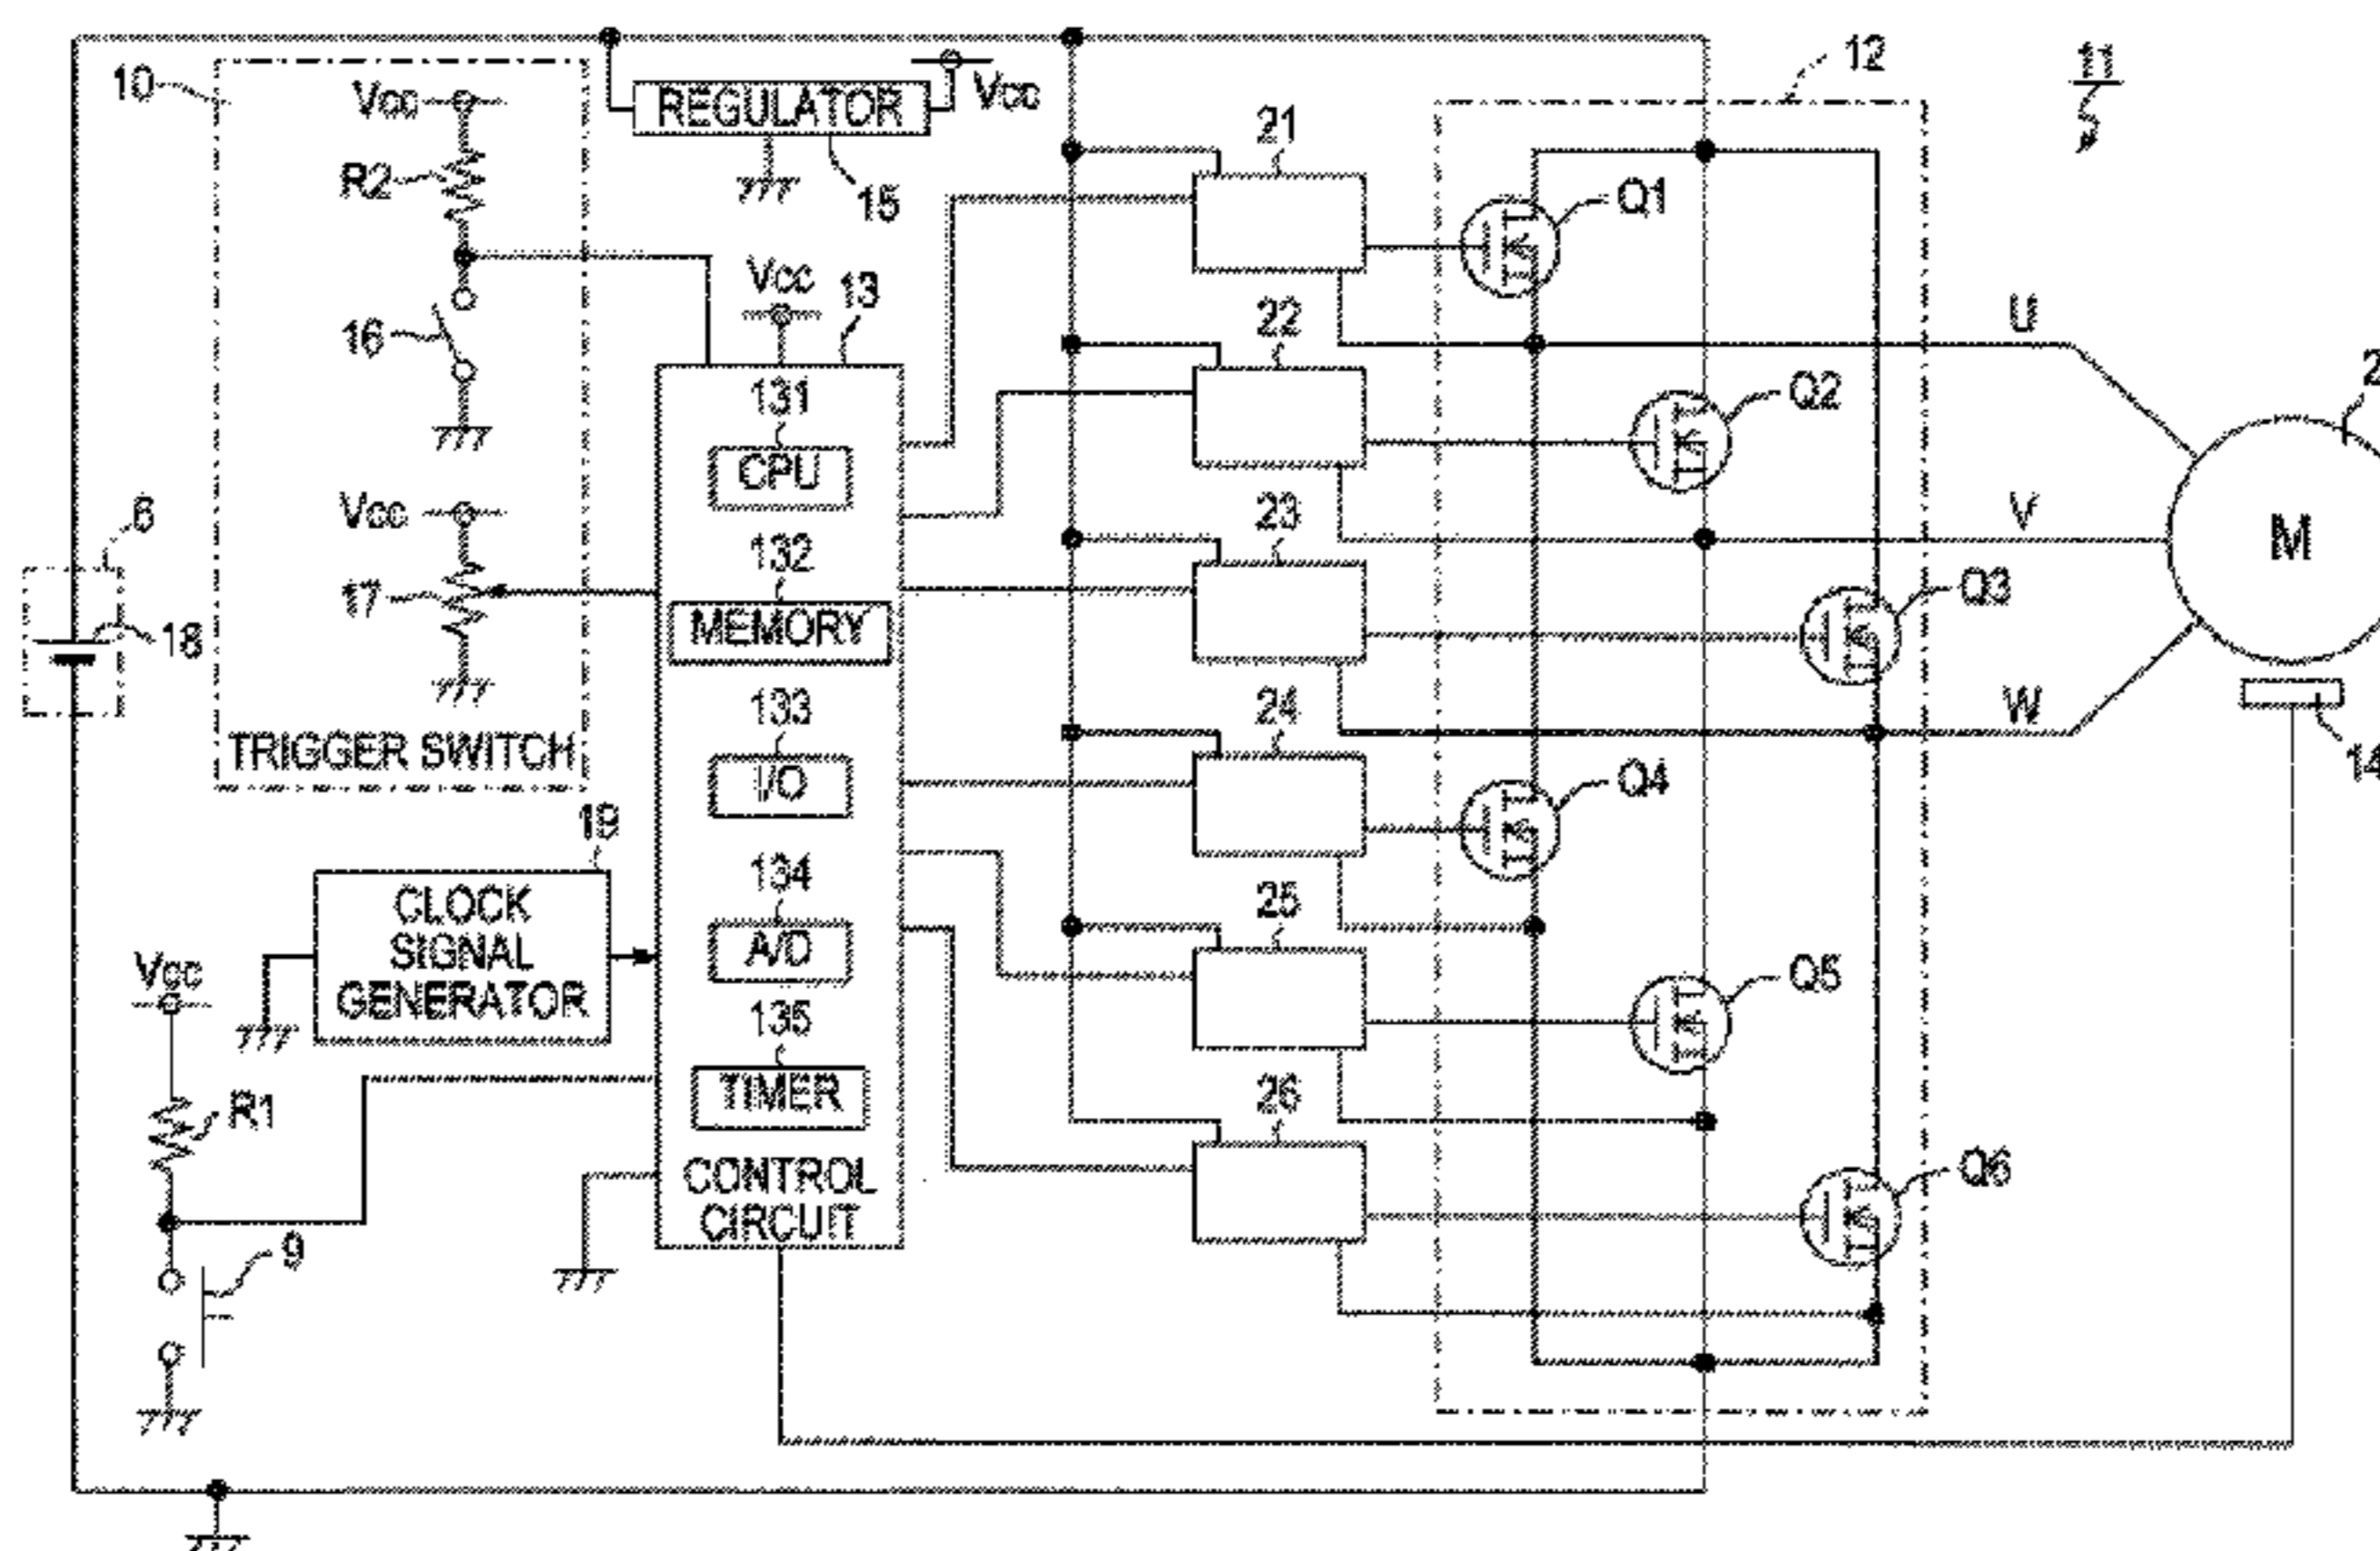 12
11
10
Vcc
REGULATOR
Vcc
21
R2
15
Q1
Vcc
13
22
U
16
131
Q2
2
CPU
6
Vcc
23
V
M
132
17
Q3
18
MEMORY
133
24
W
TRIGGER SWITCH
I/O
Q4
14
19
134
25
CLOCK
SIGNAL
GENERATOR
A/D
Vcc
Q5
135
TIMER
26
R1
CONTROL
CIRCUIT
Q6
9